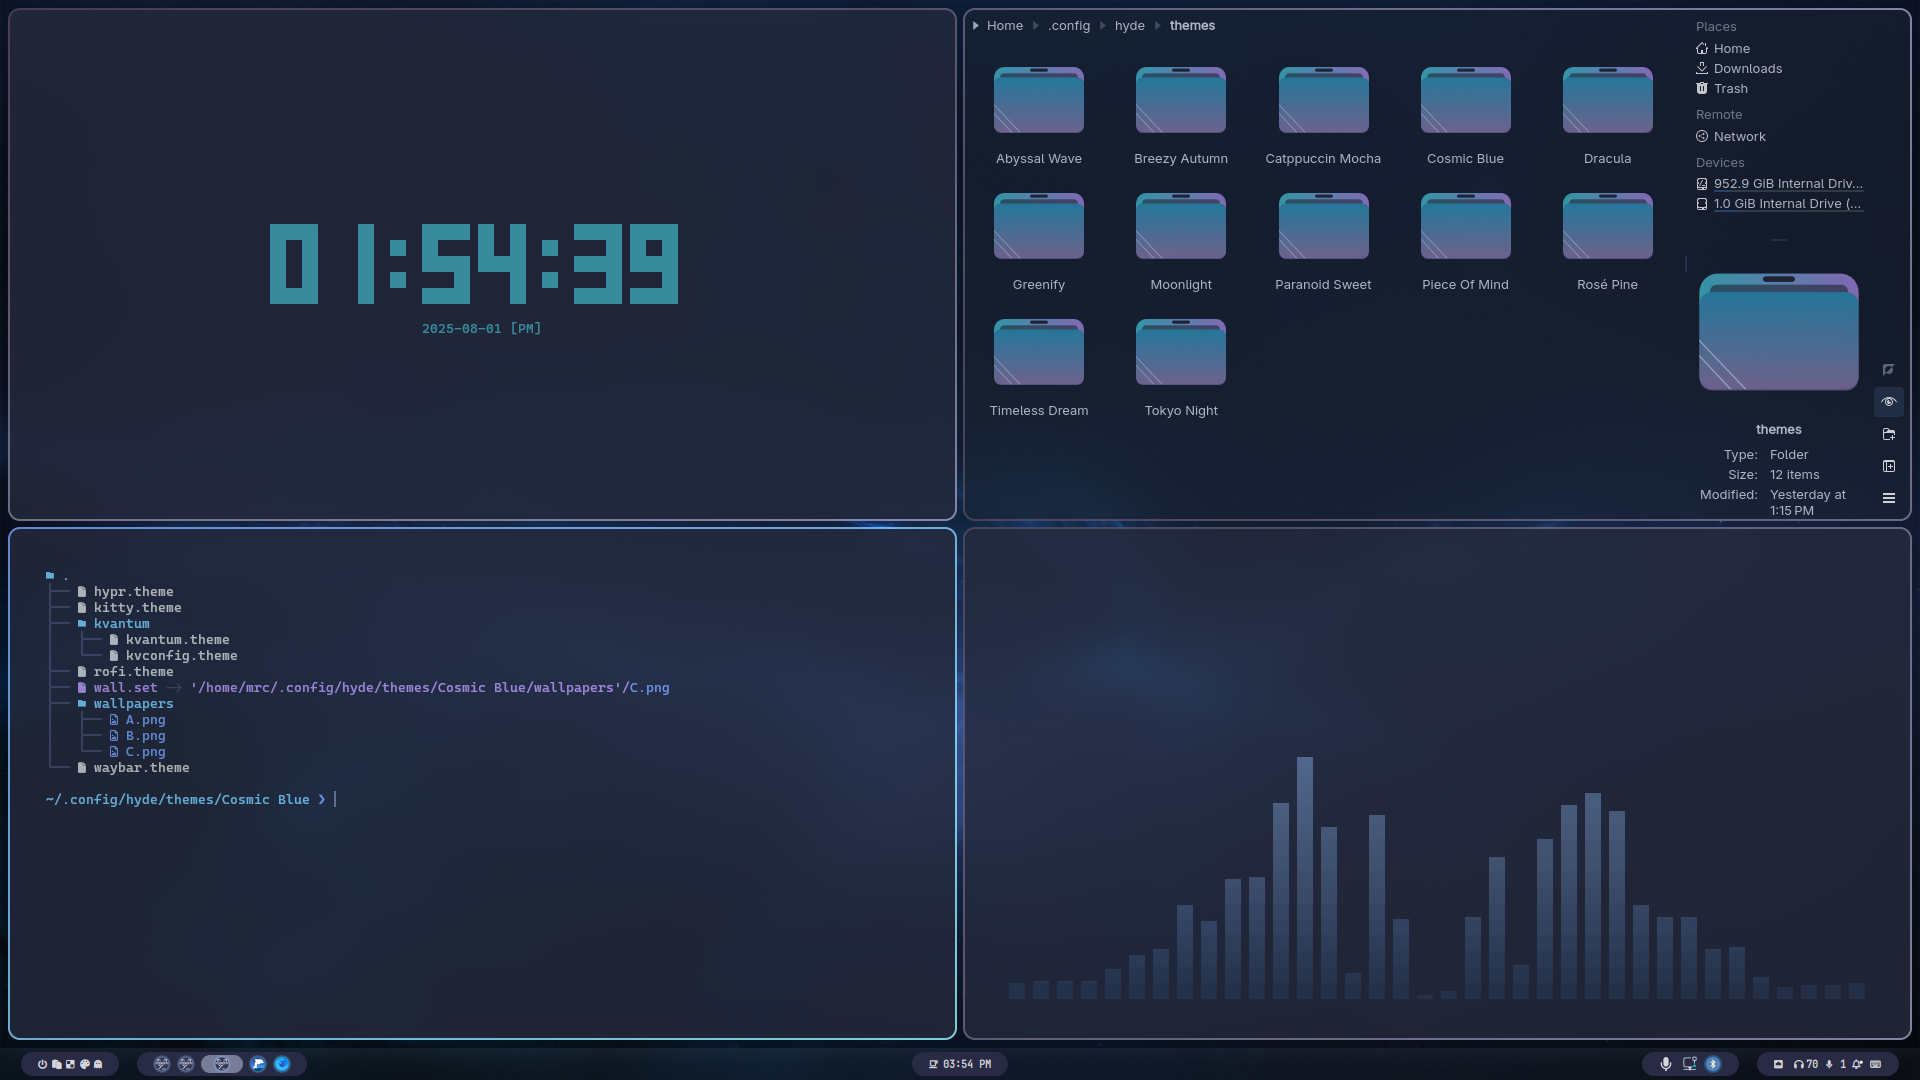 01:54:39
2025-08-01 [PM]
Home .config hyde themes
Abyssal Wave Breezy Autumn Catppuccin Mocha Cosmic Blue Dracula
Greenify Moonlight Paranoid Sweet Piece Of Mind Rosé Pine
Timeless Dream Tokyo Night
Places
Home
Downloads
Trash
Remote
Network
Devices
952.9 GiB Internal Driv...
1.0 GiB Internal Drive (...
themes
Type: Folder
Size: 12 items
Modified: Yesterday at
1:15 PM
.
hypr.theme
kitty.theme
kvantum
kvantum.theme
kvconfig.theme
rofi.theme
wall.set → '/home/mrc/.config/hyde/themes/Cosmic Blue/wallpapers'/C.png
wallpapers
A.png
B.png
C.png
waybar.theme
~/.config/hyde/themes/Cosmic Blue ❯
03:54 PM
70 1